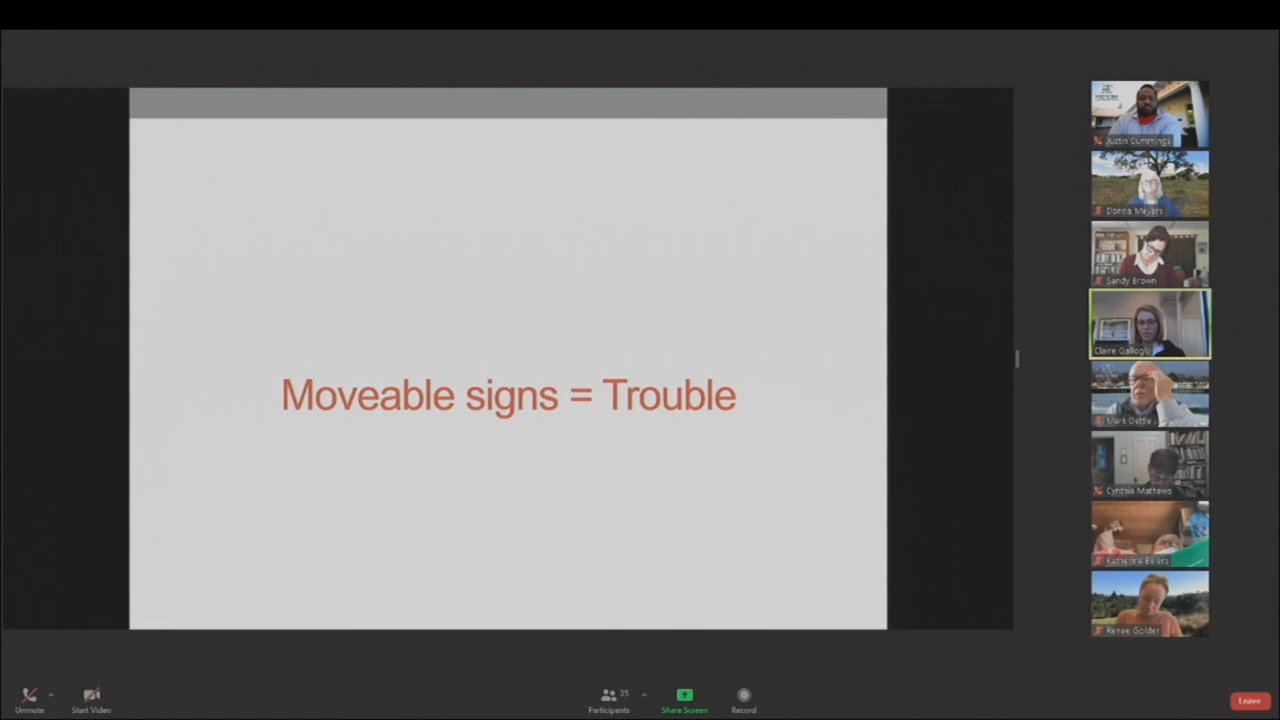 Moveable signs = Trouble
Justin Cummings
Donna Meyers
Sandy Brown
Claire Gallogly
Mark Dettle
Cynthia Mathews
Katherine Beiers
Renee Golder
Unmute
Start Video
Participants
35
Share Screen
Record
Leave